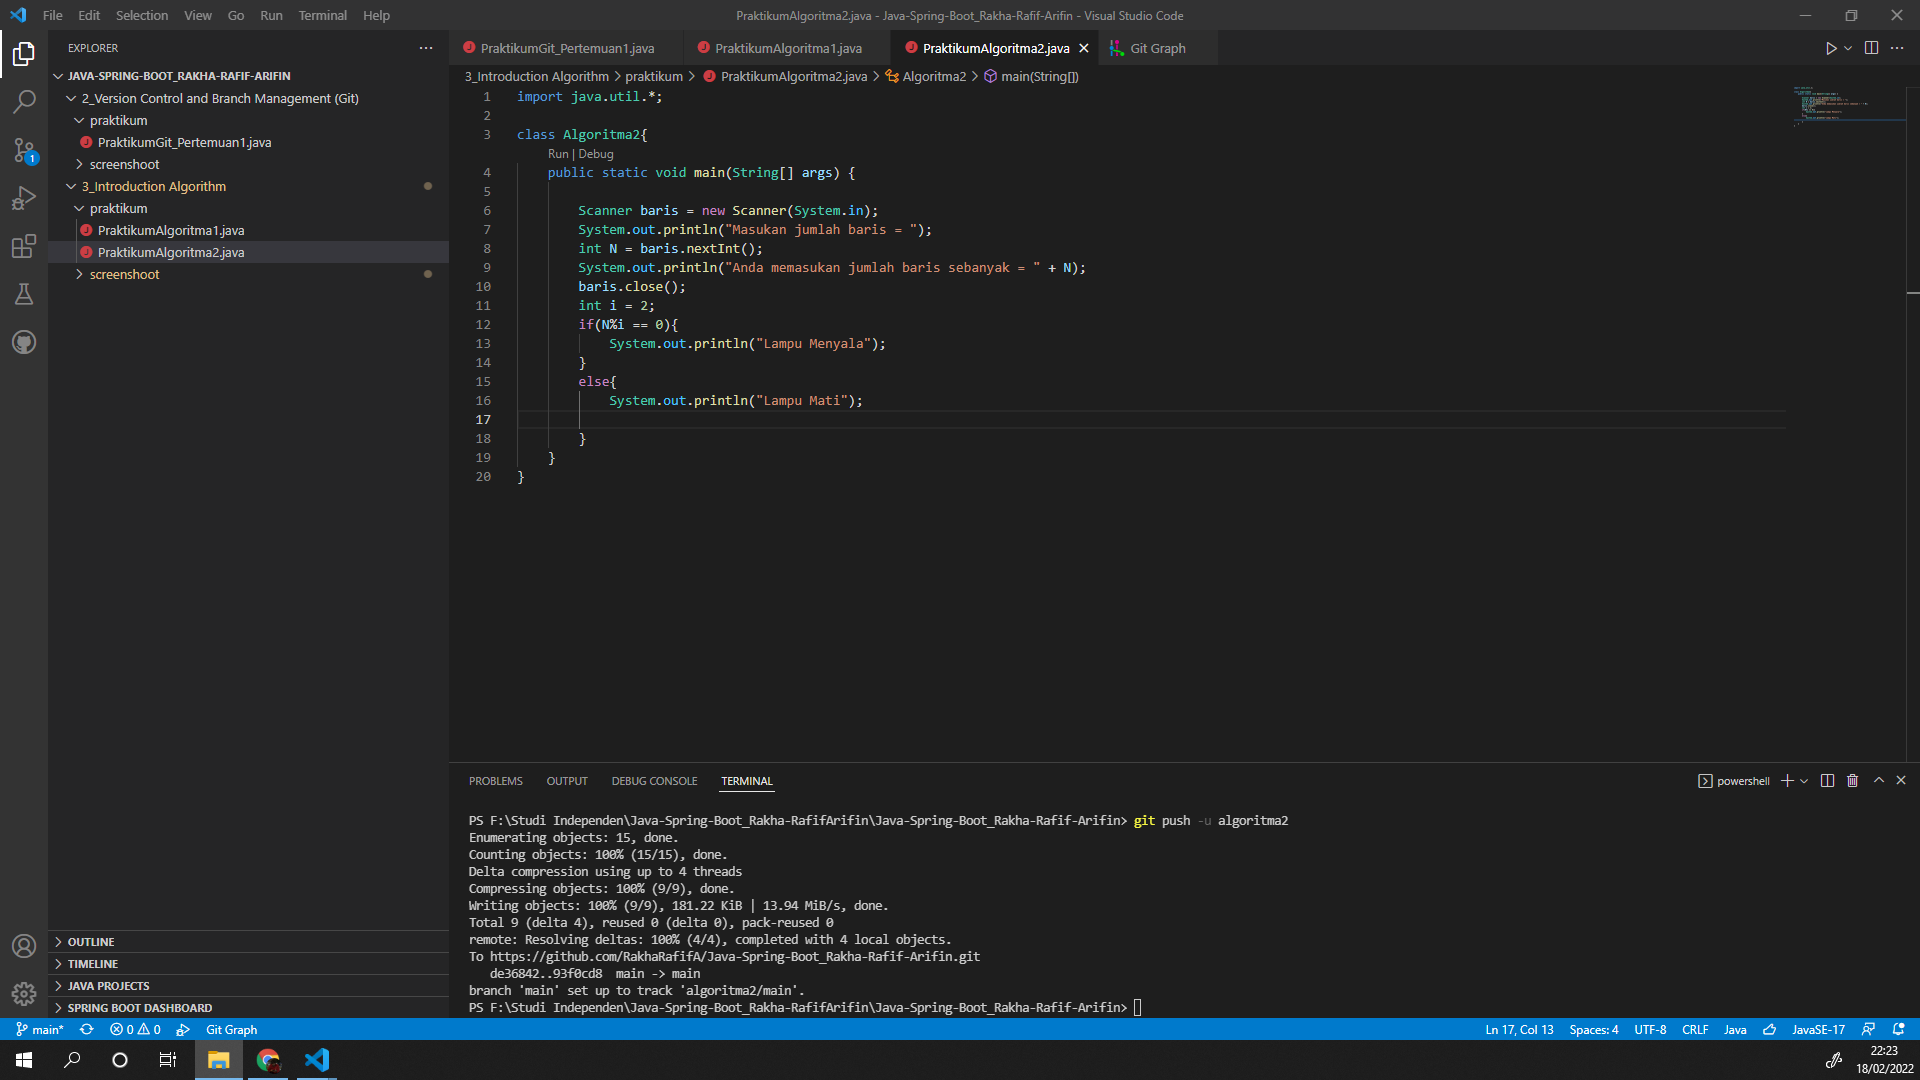 File Edit Selection View Go Run Terminal Help
PraktikumAlgoritma2.java - Java-Spring-Boot_Rakha-Rafif-Arifin - Visual Studio Code
EXPLORER
JAVA-SPRING-BOOT_RAKHA-RAFIF-ARIFIN
2_Version Control and Branch Management (Git)
praktikum
PraktikumGit_Pertemuan1.java
screenshoot
3_Introduction Algorithm
praktikum
PraktikumAlgoritma1.java
PraktikumAlgoritma2.java
screenshoot
OUTLINE
TIMELINE
JAVA PROJECTS
SPRING BOOT DASHBOARD
1
PraktikumGit_Pertemuan1.java PraktikumAlgoritma1.java PraktikumAlgoritma2.java Git Graph
3_Introduction Algorithm > praktikum > PraktikumAlgoritma2.java > Algoritma2 > main(String[])
1 import java.util.*;
2
3 class Algoritma2{
Run | Debug
4 public static void main(String[] args) {
5
6 Scanner baris = new Scanner(System.in);
7 System.out.println("Masukan jumlah baris = ");
8 int N = baris.nextInt();
9 System.out.println("Anda memasukan jumlah baris sebanyak = " + N);
10 baris.close();
11 int i = 2;
12 if(N%i == 0){
13 System.out.println("Lampu Menyala");
14 }
15 else{
16 System.out.println("Lampu Mati");
17
18 }
19 }
20 }
PROBLEMS OUTPUT DEBUG CONSOLE TERMINAL
powershell
PS F:\Studi Independen\Java-Spring-Boot_Rakha-RafifArifin\Java-Spring-Boot_Rakha-Rafif-Arifin> git push -u algoritma2
Enumerating objects: 15, done.
Counting objects: 100% (15/15), done.
Delta compression using up to 4 threads
Compressing objects: 100% (9/9), done.
Writing objects: 100% (9/9), 181.22 KiB | 13.94 MiB/s, done.
Total 9 (delta 4), reused 0 (delta 0), pack-reused 0
remote: Resolving deltas: 100% (4/4), completed with 4 local objects.
To https://github.com/RakhaRafifA/Java-Spring-Boot_Rakha-Rafif-Arifin.git
de36842..93f0cd8 main -> main
branch 'main' set up to track 'algoritma2/main'.
PS F:\Studi Independen\Java-Spring-Boot_Rakha-RafifArifin\Java-Spring-Boot_Rakha-Rafif-Arifin>
main* 0 0 Git Graph
Ln 17, Col 13 Spaces: 4 UTF-8 CRLF Java JavaSE-17
22:23
18/02/2022